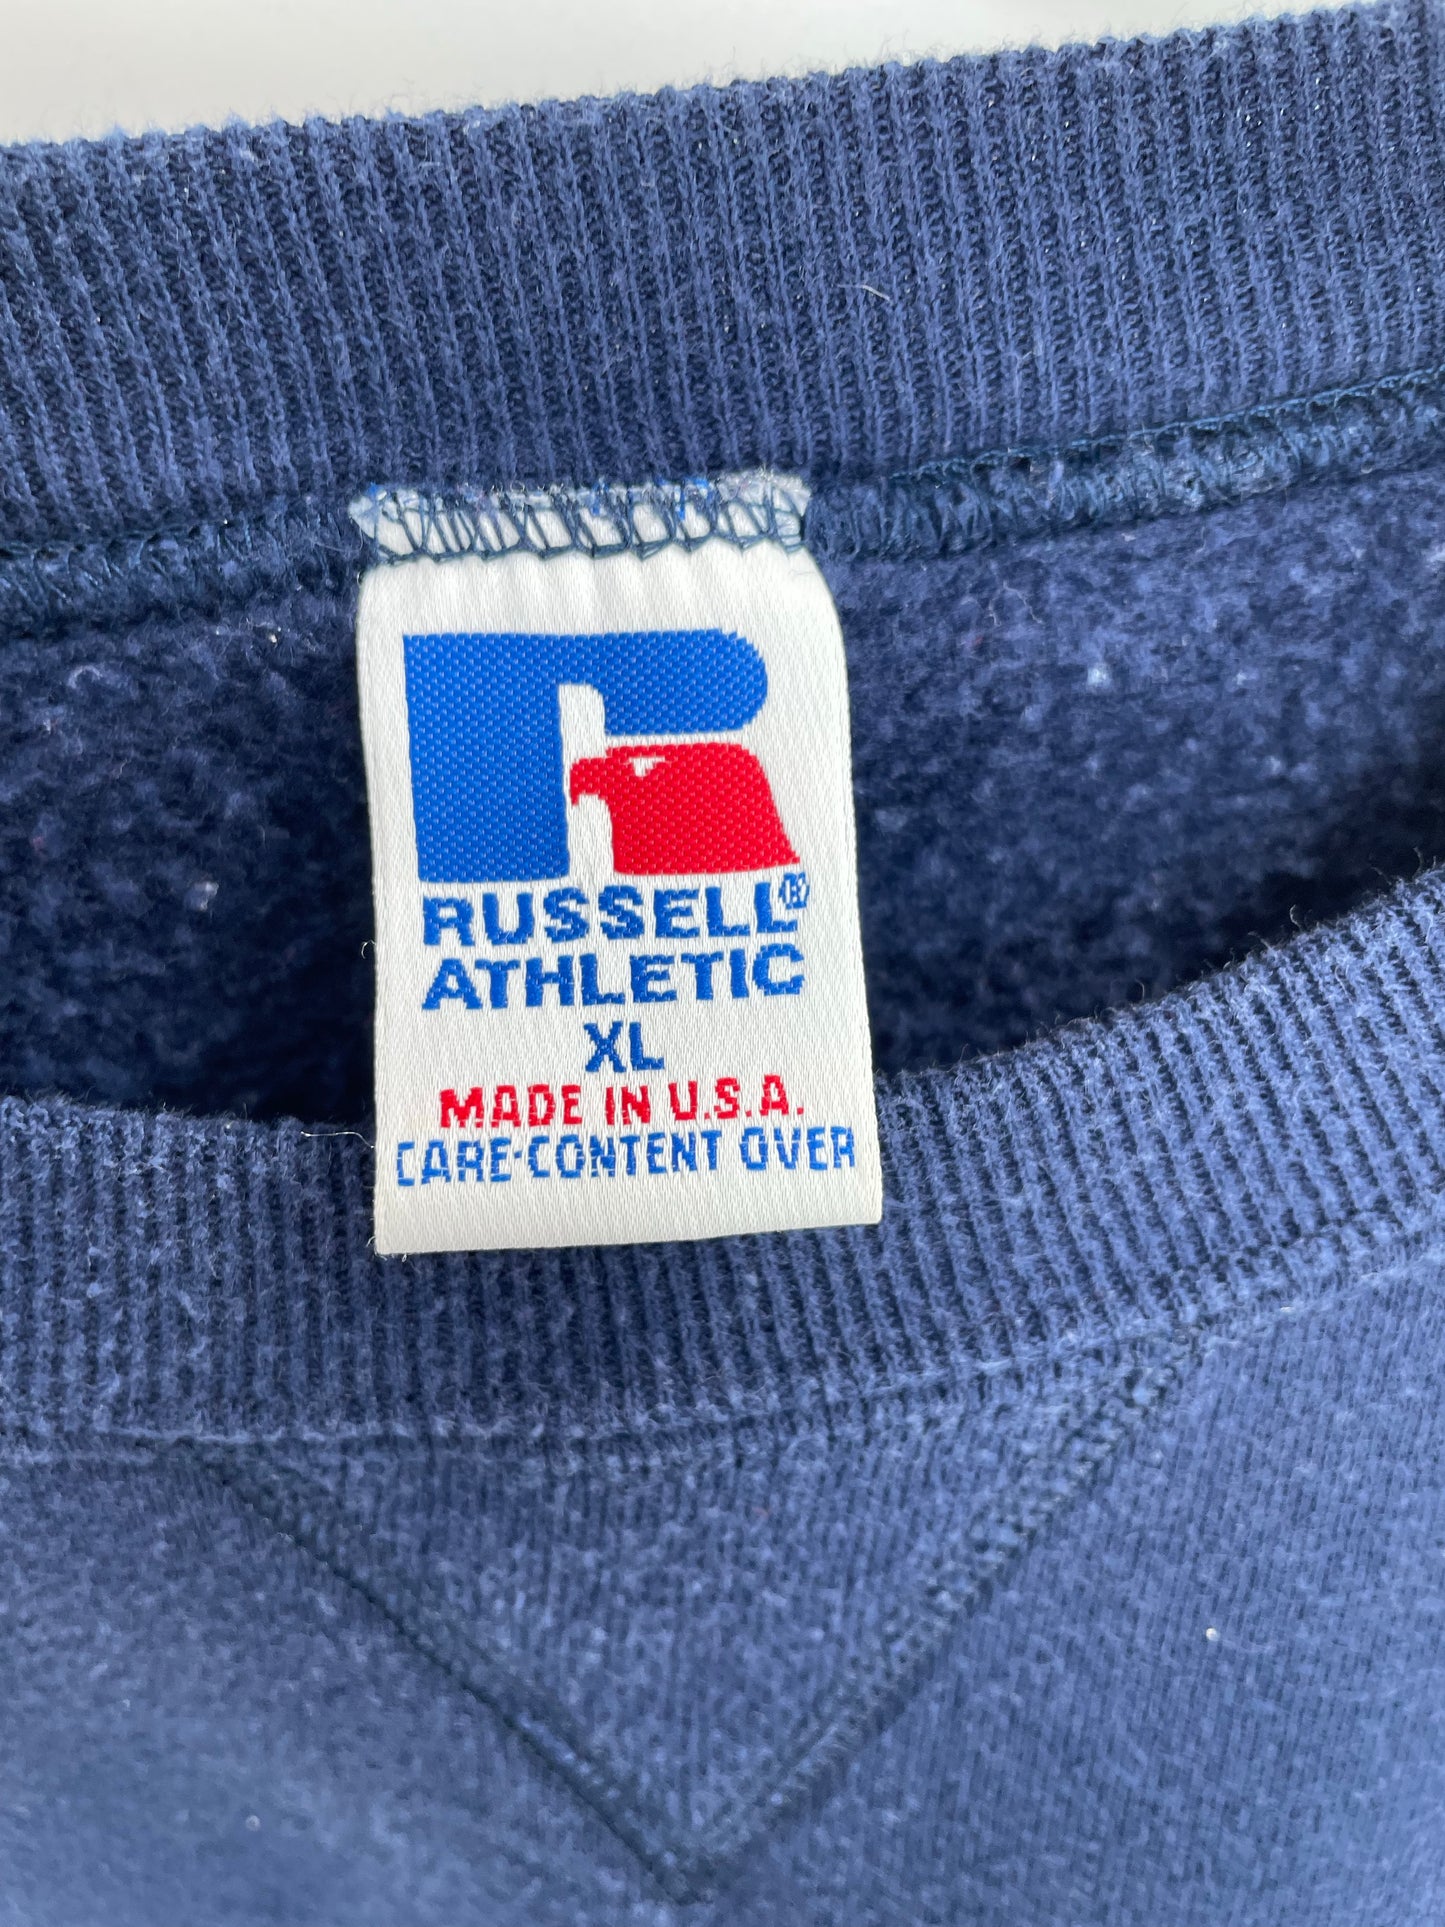 RUSSELL®
ATHLETIC
XL
MADE IN U.S.A.
CARE-CONTENT OVER